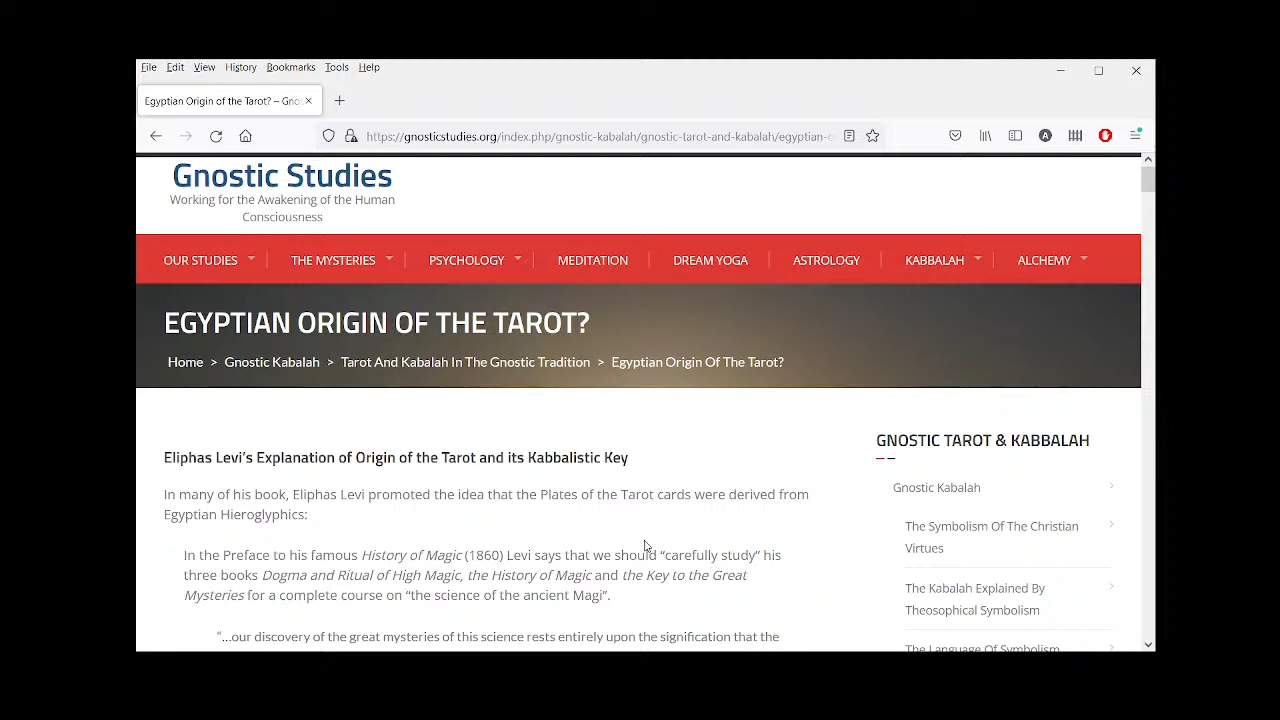 File Edit View History Bookmarks Tools Help
Egyptian Origin of the Tarot? – Gno
https://gnosticstudies.org/index.php/gnostic-kabalah/gnostic-tarot-and-kabalah/egyptian-o
Gnostic Studies
Working for the Awakening of the Human
Consciousness
OUR STUDIES THE MYSTERIES PSYCHOLOGY MEDITATION DREAM YOGA ASTROLOGY KABBALAH ALCHEMY
EGYPTIAN ORIGIN OF THE TAROT?
Home > Gnostic Kabalah > Tarot And Kabalah In The Gnostic Tradition > Egyptian Origin Of The Tarot?
Eliphas Levi’s Explanation of Origin of the Tarot and its Kabbalistic Key
In many of his book, Eliphas Levi promoted the idea that the Plates of the Tarot cards were derived from
Egyptian Hieroglyphics:
In the Preface to his famous History of Magic (1860) Levi says that we should “carefully study” his
three books Dogma and Ritual of High Magic, the History of Magic and the Key to the Great
Mysteries for a complete course on “the science of the ancient Magi”.
“…our discovery of the great mysteries of this science rests entirely upon the signification that the
GNOSTIC TAROT & KABBALAH
Gnostic Kabalah
The Symbolism Of The Christian
Virtues
The Kabalah Explained By
Theosophical Symbolism
The Language Of Symbolism